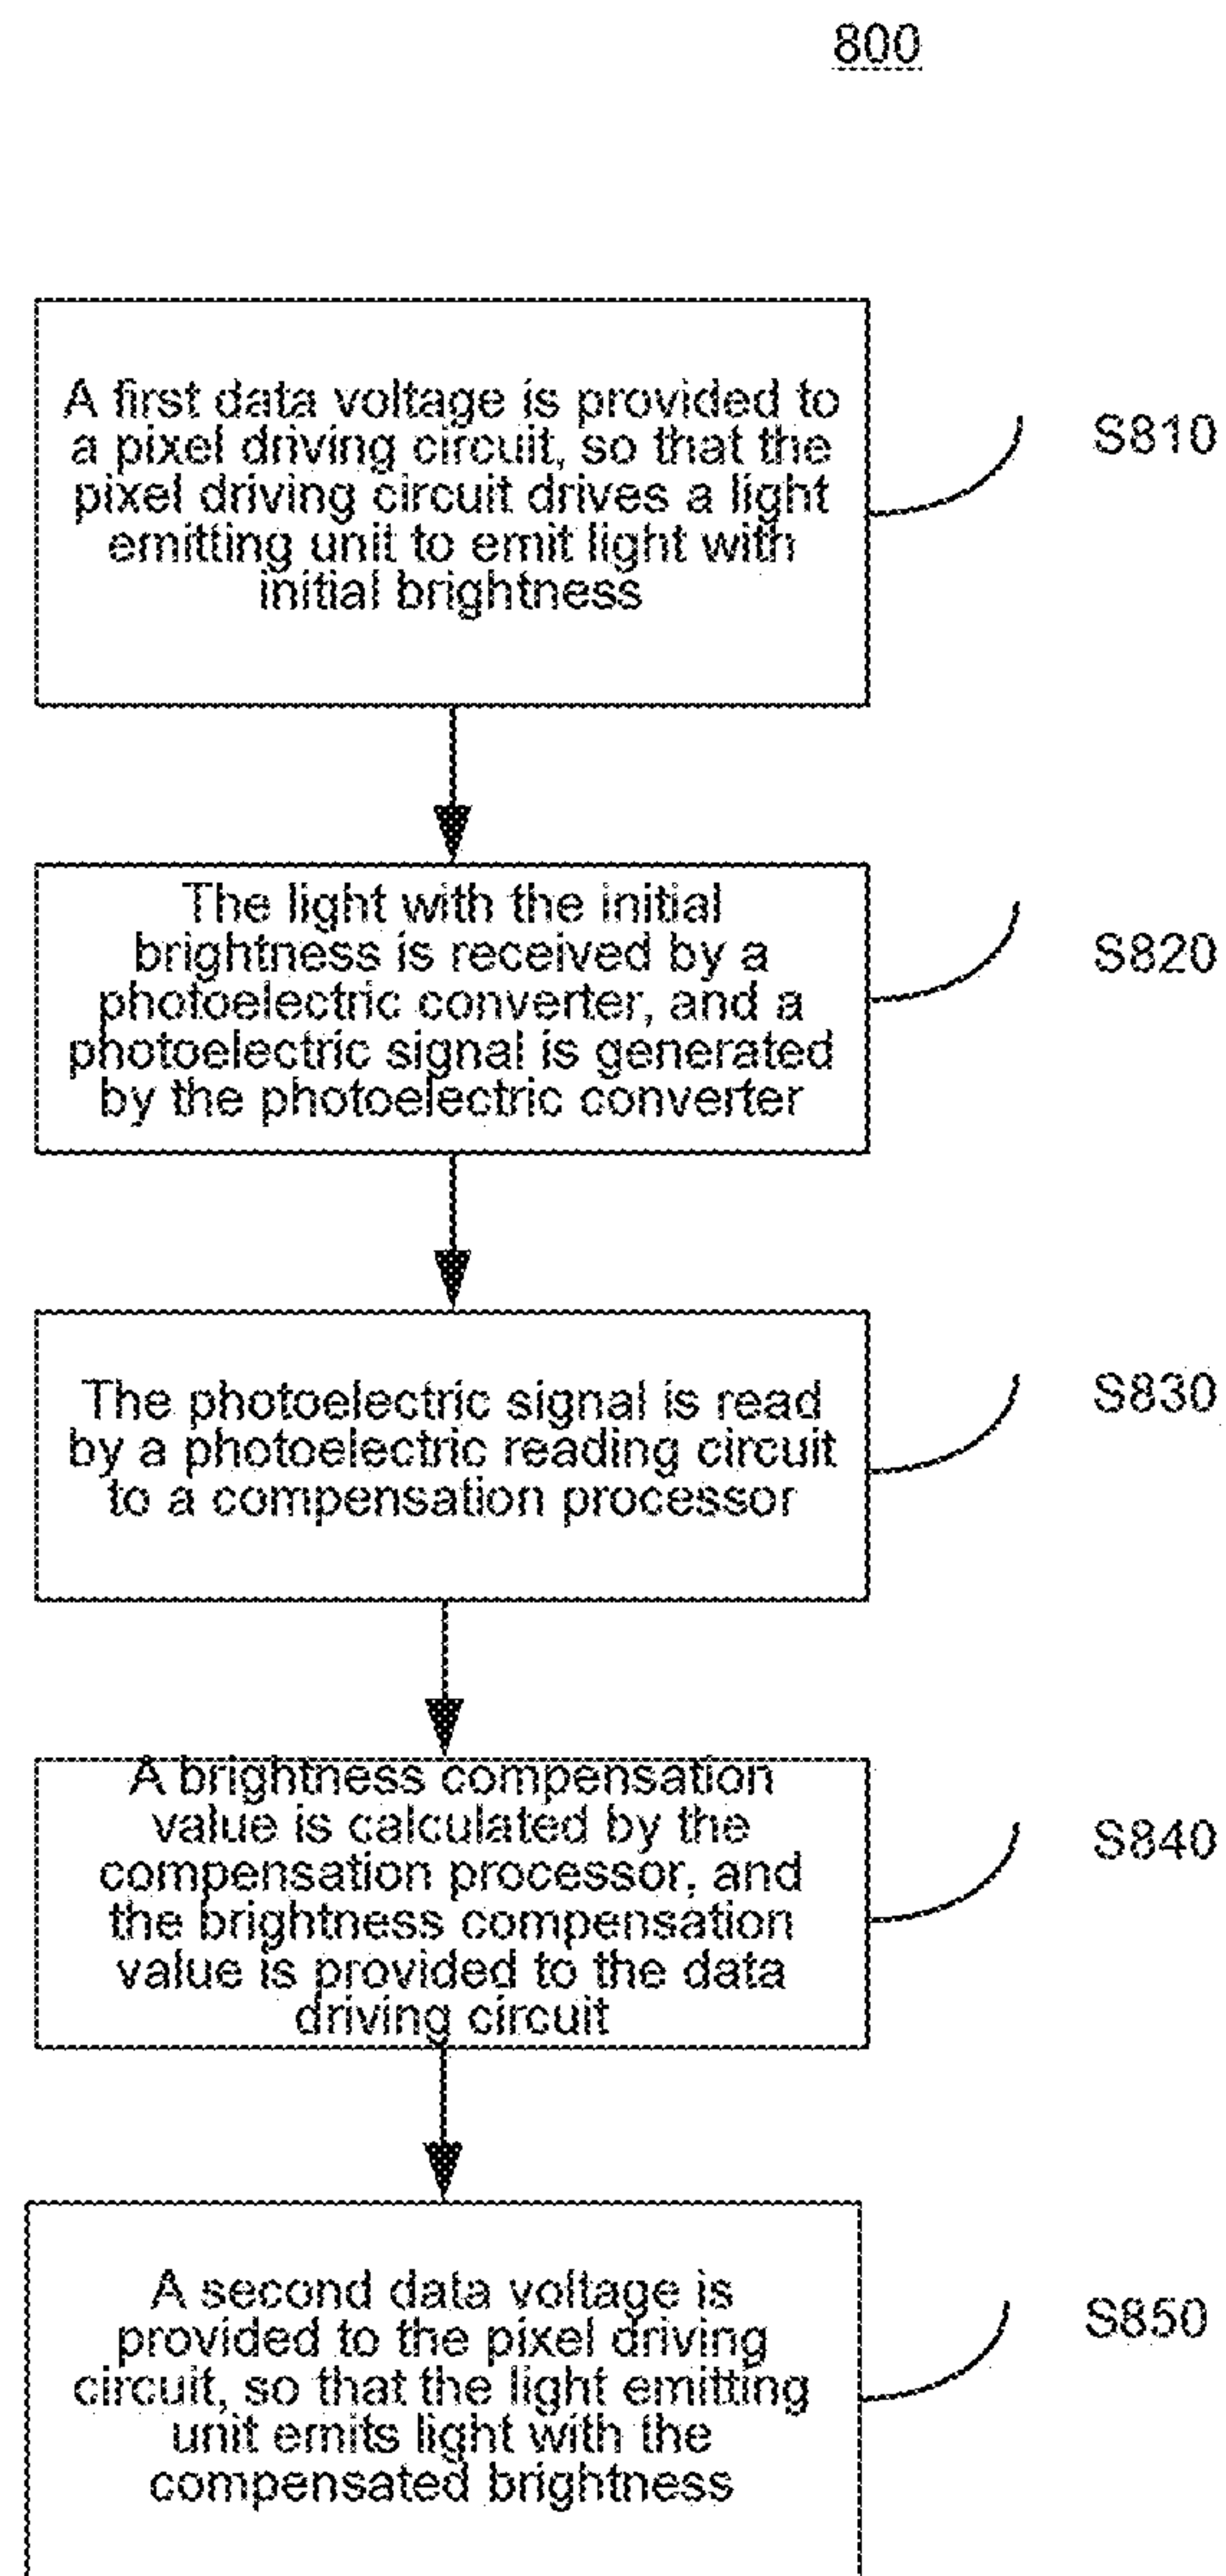 800
A first data voltage is provided to
a pixel driving circuit, so that the
pixel driving circuit drives a light
emitting unit to emit light with
initial brightness
S810
The light with the initial
brightness is received by a
photoelectric converter, and a
photoelectric signal is generated
by the photoelectric converter
S820
The photoelectric signal is read
by a photoelectric reading circuit
to a compensation processor
S830
A brightness compensation
value is calculated by the
compensation processor, and
the brightness compensation
value is provided to the data
driving circuit
S840
A second data voltage is
provided to the pixel driving
circuit, so that the light emitting
unit emits light with the
compensated brightness
S850